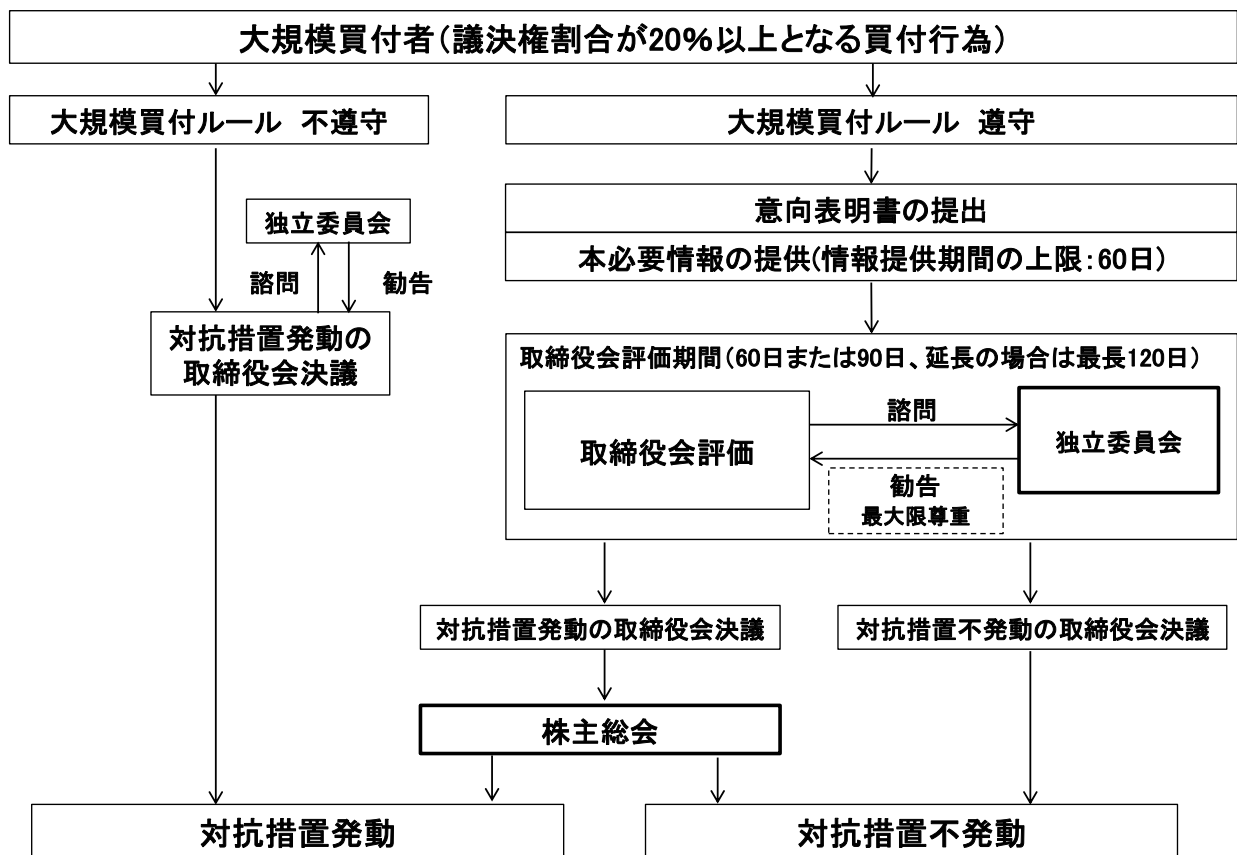 大規模買付者(議決権割合が20%以上となる買付行為)
大規模買付ルール 不遵守
大規模買付ルール 遵守
意向表明書の提出
本必要情報の提供(情報提供期間の上限:60日)
独立委員会
諮問
勧告
対抗措置発動の
取締役会決議
取締役会評価期間(60日または90日、延長の場合は最長120日)
取締役会評価
諮問
独立委員会
勧告
最大限尊重
対抗措置発動の取締役会決議
対抗措置不発動の取締役会決議
株主総会
対抗措置発動
対抗措置不発動